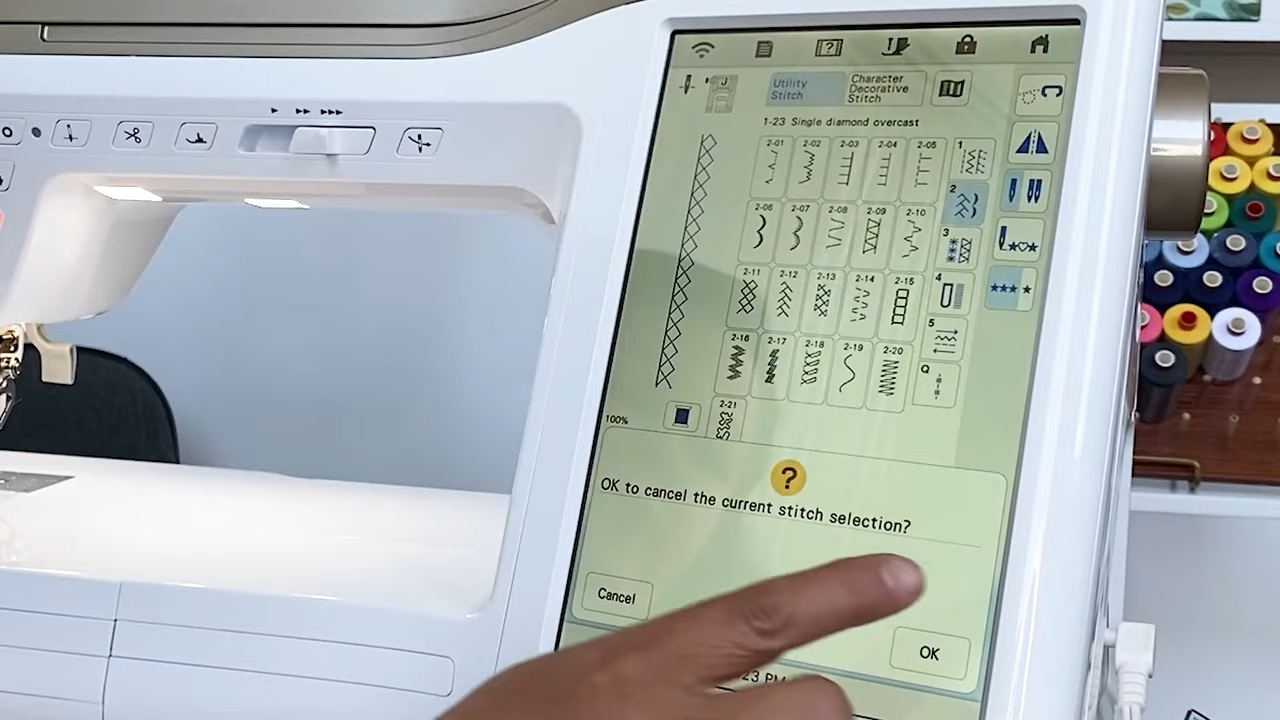 Utility
Stitch
Character
Decorative
Stitch
J
1-23 Single diamond overcast
2-01 2-02 2-03 2-04 2-05 1
2
2-06 2-07 2-08 2-09 2-10
3
2-11 2-12 2-13 2-14 2-15 4
5
2-16 2-17 2-18 2-19 2-20 Q
2-21
100%
?
OK to cancel the current stitch selection?
Cancel
OK
23 PM